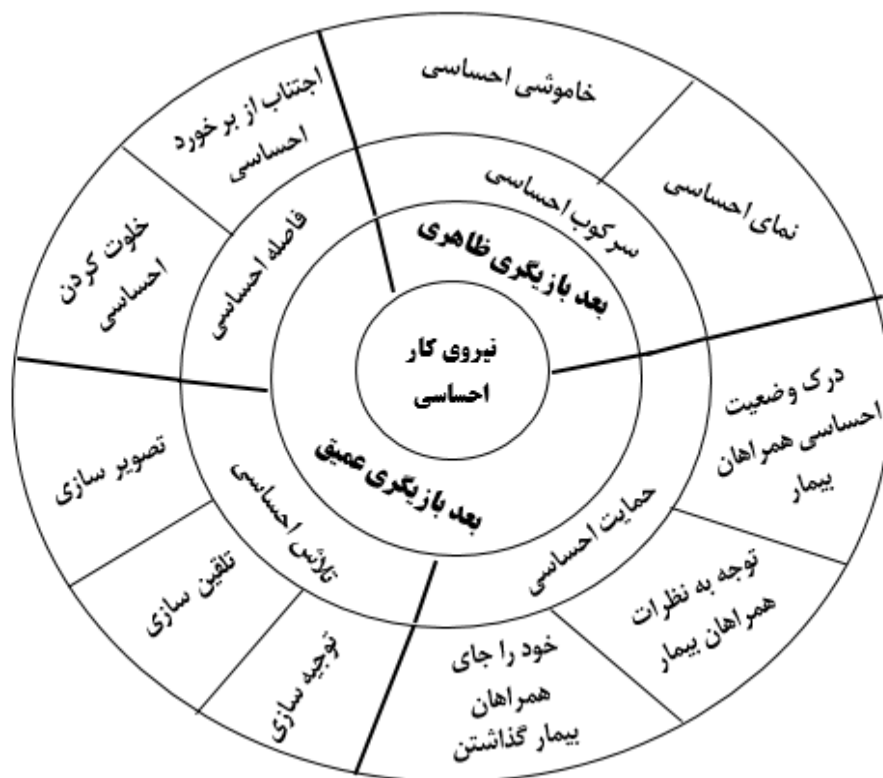 نیروی کار
احساسی
بعد بازیگری ظاهری
بعد بازیگری عمیق
سرکوب احساسی
حمایت احساسی
تلاش احساسی
فاصله احساسی
خاموشی احساسی
نمای احساسی
درک وضعیت
احساسی همراهان
بیمار
توجه به نظرات
همراهان بیمار
خود را جای
همراهان
بیمار گذاشتن
توجیه سازی
تلقین سازی
تصویر سازی
خلوت کردن
احساسی
اجتناب از برخورد
احساسی